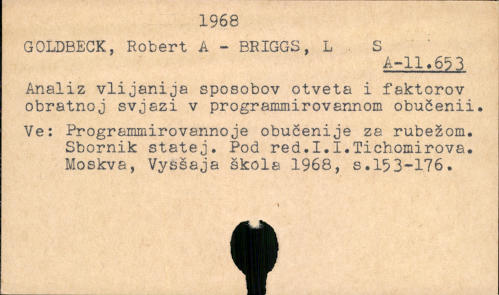 1968
GOLDBECK, Robert A - BRIGGS, L S
A-11.653
Analiz vlijanija sposobov otveta i faktorov
obratnoj svjazi v programmirovannom obučenii.
Ve: Programmirovannoje obučenije za rubežom.
Sbornik statej. Pod red.I.I.Tichomirova.
Moskva, Vysšaja škola 1968, s.153-176.